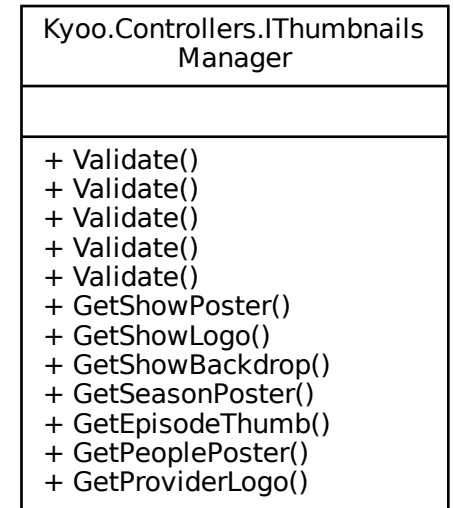 Kyoo.Controllers.IThumbnails
Manager
+ Validate()
+ Validate()
+ Validate()
+ Validate()
+ Validate()
+ GetShowPoster()
+ GetShowLogo()
+ GetShowBackdrop()
+ GetSeasonPoster()
+ GetEpisodeThumb()
+ GetPeoplePoster()
+ GetProviderLogo()